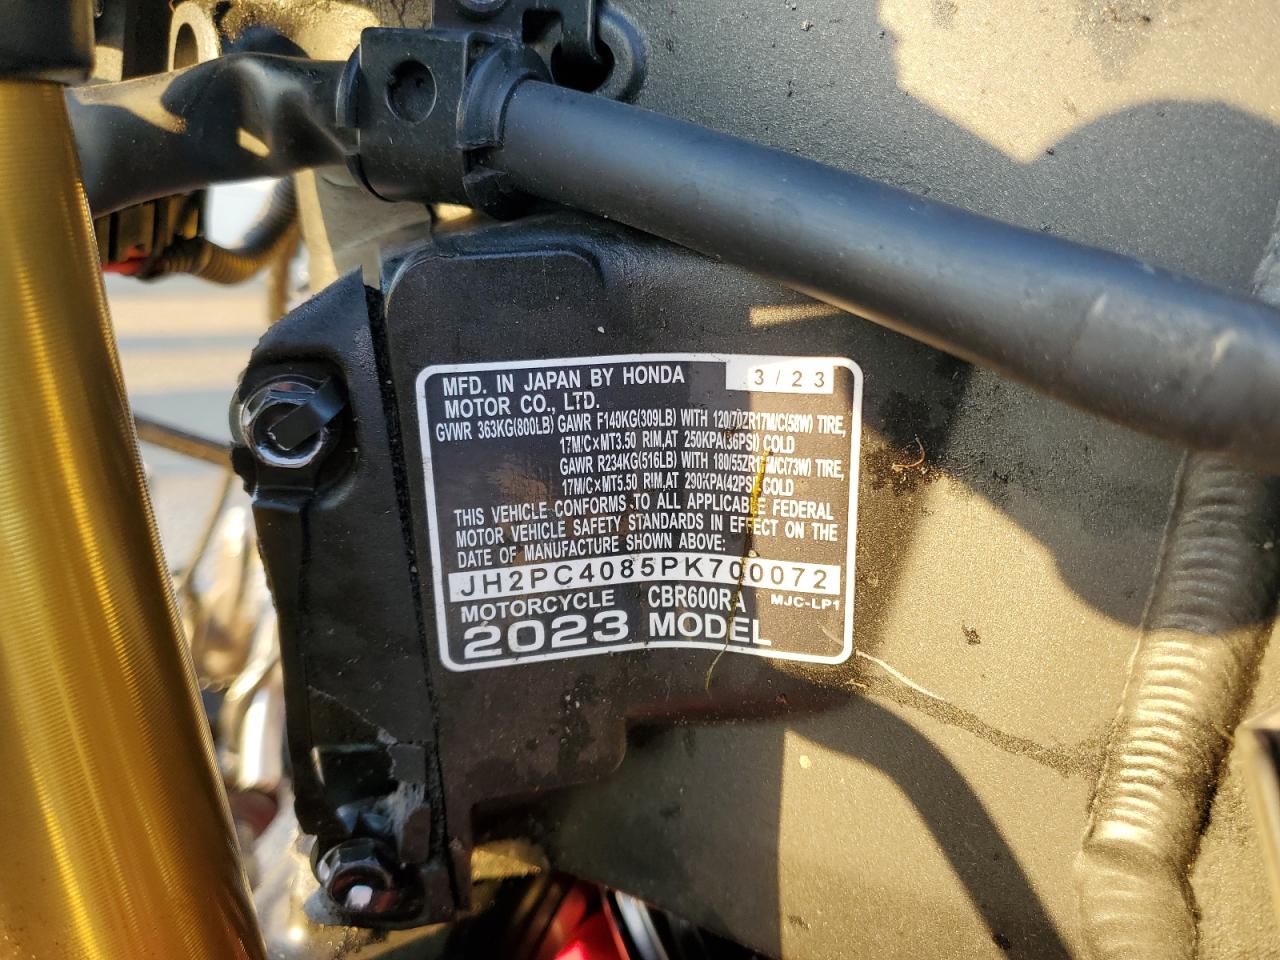 MFD. IN JAPAN BY HONDA 3/23
MOTOR CO., LTD.
GVWR 363KG(800LB) GAWR F140KG(309LB) WITH 120/70ZR17M/C(58W) TIRE,
17M/C×MT3.50 RIM,AT 250KPA(36PSI) COLD
GAWR R234KG(516LB) WITH 180/55ZR17M/C(73W) TIRE,
17M/C×MT5.50 RIM,AT 290KPA(42PSI) COLD
THIS VEHICLE CONFORMS TO ALL APPLICABLE FEDERAL
MOTOR VEHICLE SAFETY STANDARDS IN EFFECT ON THE
DATE OF MANUFACTURE SHOWN ABOVE:
JH2PC4085PK700072
MOTORCYCLE CBR600RA MJC-LP1
2023 MODEL